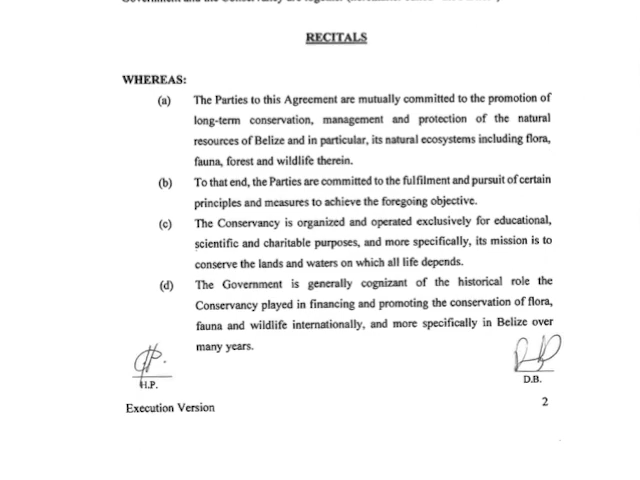 RECITALS
WHEREAS:
(a) The Parties to this Agreement are mutually committed to the promotion of
long-term conservation, management and protection of the natural
resources of Belize and in particular, its natural ecosystems including flora,
fauna, forest and wildlife therein.
(b) To that end, the Parties are committed to the fulfilment and pursuit of certain
principles and measures to achieve the foregoing objective.
(c) The Conservancy is organized and operated exclusively for educational,
scientific and charitable purposes, and more specifically, its mission is to
conserve the lands and waters on which all life depends.
(d) The Government is generally cognizant of the historical role the
Conservancy played in financing and promoting the conservation of flora,
fauna and wildlife internationally, and more specifically in Belize over
many years.
H.P.
D.B.
Execution Version
2